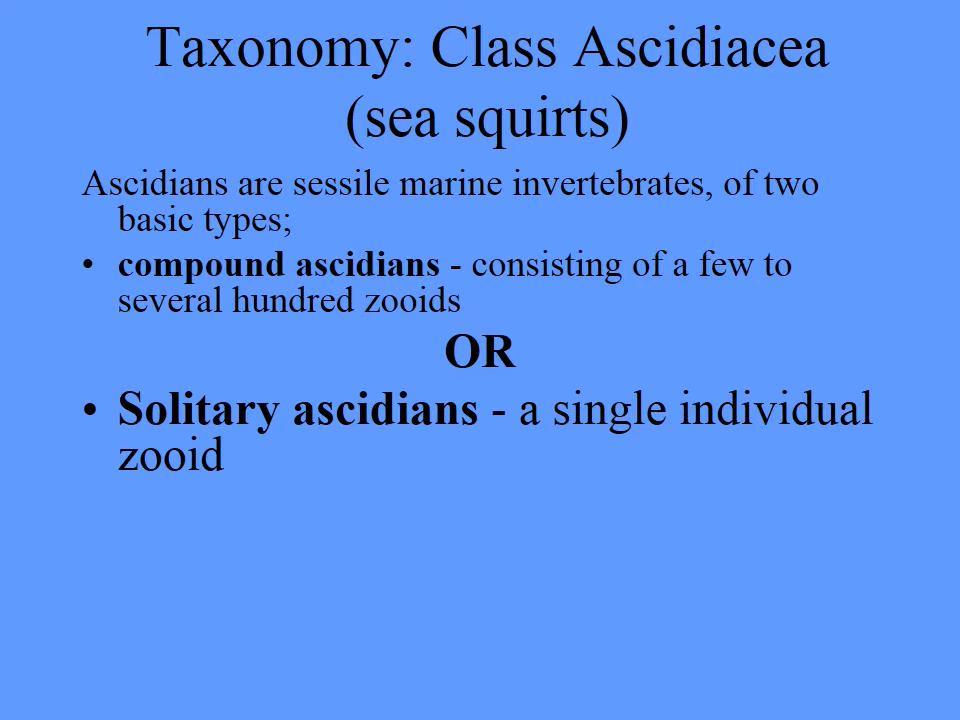 Taxonomy: Class Ascidiacea
(sea squirts)
Ascidians are sessile marine invertebrates, of two
basic types;
• compound ascidians - consisting of a few to
several hundred zooids
OR
• Solitary ascidians - a single individual
zooid